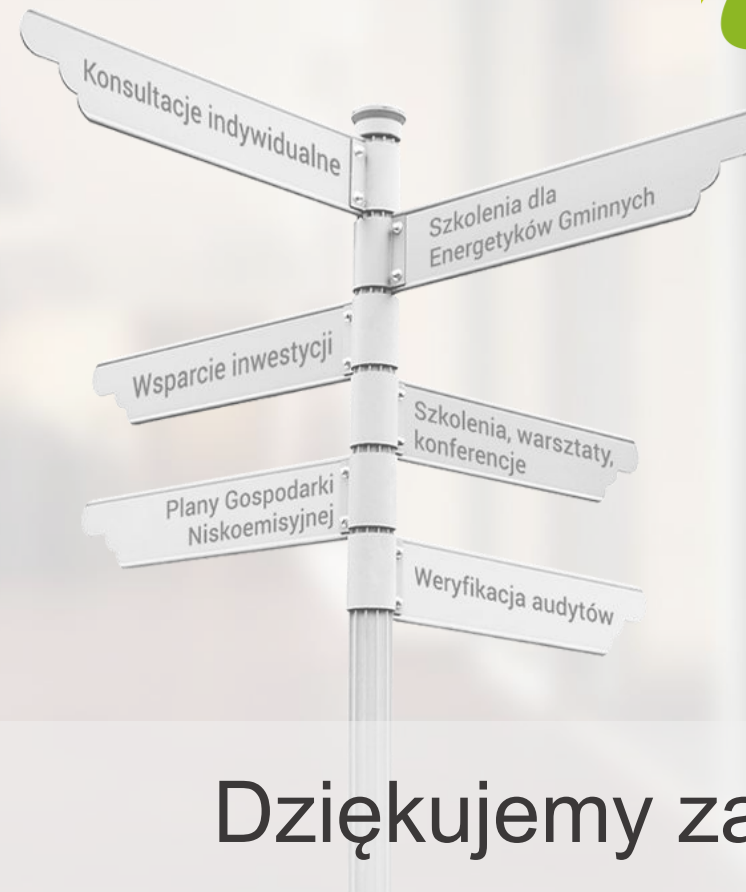 Konsultacje indywidualne
Szkolenia dla
Energetyków Gminnych
Wsparcie inwestycji
Szkolenia, warsztaty,
konferencje
Plany Gospodarki
Niskoemisyjnej
Weryfikacja audytów
Dziękujemy za